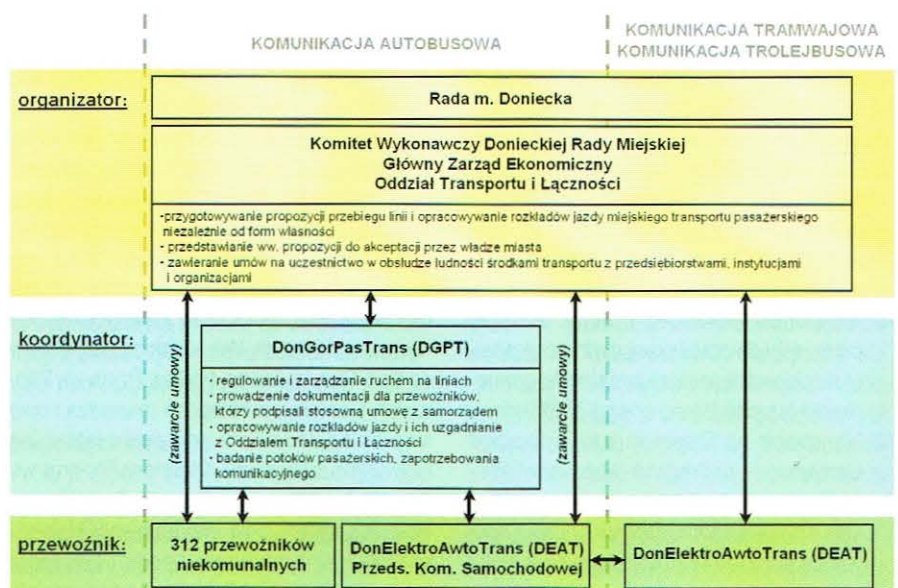 KOMUNIKACJA AUTOBUSOWA
KOMUNIKACJA TRAMWAJOWA
KOMUNIKACJA TROLEJBUSOWA
organizator:
Rada m. Doniecka
Komitet Wykonawczy Donieckiej Rady Miejskiej
Główny Zarząd Ekonomiczny
Oddział Transportu i Łączności
-przygotowywanie propozycji przebiegu linii i opracowywanie rozkładów jazdy miejskiego transportu pasażerskiego
niezależnie od form własności
- przedstawianie ww. propozycji do akceptacji przez władze miasta
- zawieranie umów na uczestnictwo w obsłudze ludności środkami transportu z przedsiębiorstwami, instytucjami
i organizacjami
koordynator:
(zawarcie umowy)
DonGorPasTrans (DGPT)
- regulowanie i zarządzanie ruchem na liniach
- prowadzenie dokumentacji dla przewoźników,
którzy podpisali stosowną umowę z samorządem
- opracowywanie rozkładów jazdy i ich uzgadnianie
z Oddziałem Transportu i Łączności
- badanie potoków pasażerskich, zapotrzebowania
komunikacyjnego
(zawarcie umowy)
przewoźnik:
312 przewoźników
niekomunalnych
DonElektroAwtoTrans (DEAT)
Przeds. Kom. Samochodowej
DonElektroAwtoTrans (DEAT)